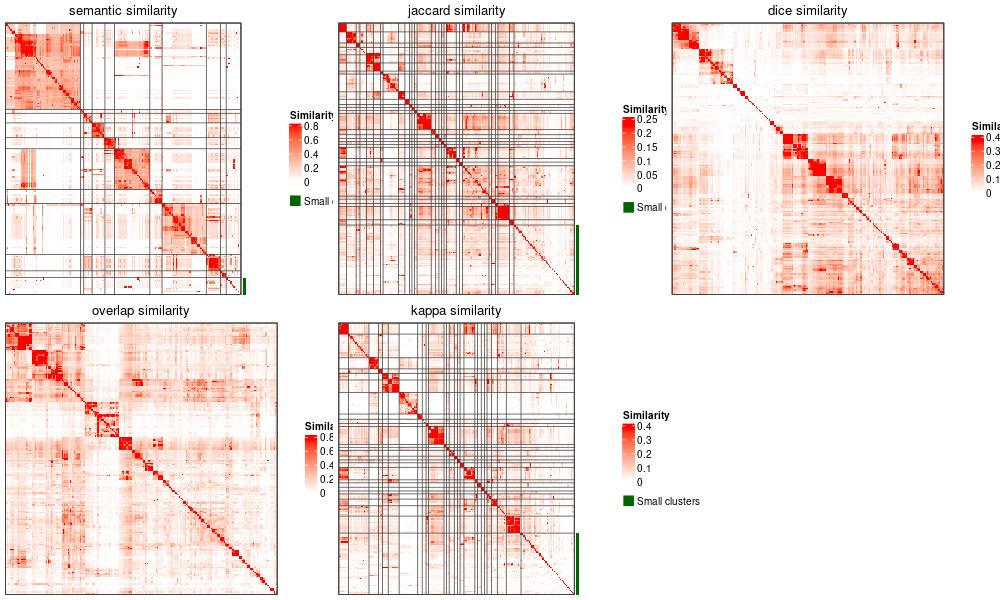 semantic similarity
Similarity
0.8
0.6
0.4
0.2
0
Small
jaccard similarity
Similarity
0.25
0.2
0.15
0.1
0.05
0
Small
dice similarity
Simila
0.4
0.3
0.2
0.1
0
overlap similarity
Simila
0.8
0.6
0.4
0.2
0
kappa similarity
Similarity
0.4
0.3
0.2
0.1
0
Small clusters